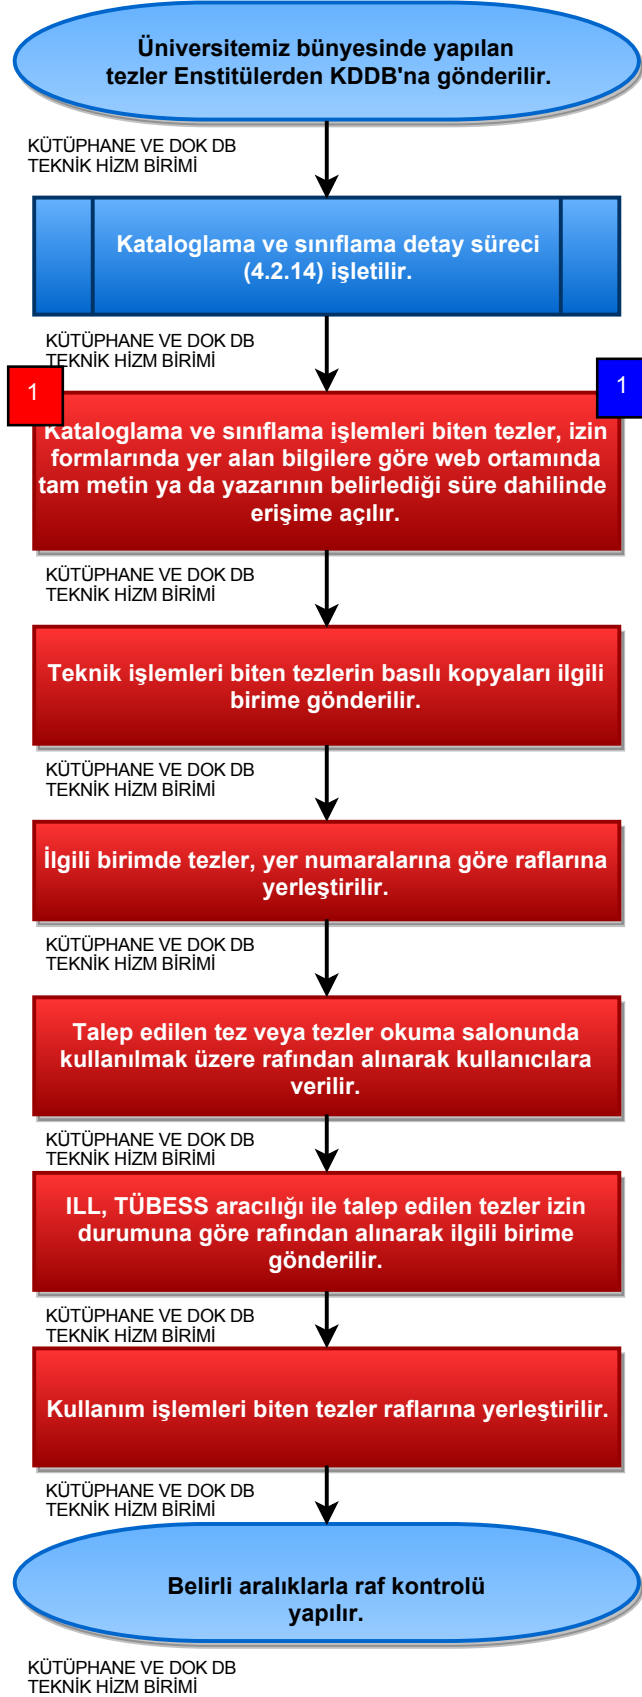 Üniversitemiz bünyesinde yapılan
tezler Enstitülerden KDDB'na gönderilir.
KÜTÜPHANE VE DOK DB
TEKNİK HİZM BİRİMİ
Kataloglama ve sınıflama detay süreci
(4.2.14) işletilir.
KÜTÜPHANE VE DOK DB
TEKNİK HİZM BİRİMİ
1
1
Kataloglama ve sınıflama işlemleri biten tezler, izin
formlarında yer alan bilgilere göre web ortamında
tam metin ya da yazarının belirlediği süre dahilinde
erişime açılır.
KÜTÜPHANE VE DOK DB
TEKNİK HİZM BİRİMİ
Teknik işlemleri biten tezlerin basılı kopyaları ilgili
birime gönderilir.
KÜTÜPHANE VE DOK DB
TEKNİK HİZM BİRİMİ
İlgili birimde tezler, yer numaralarına göre raflarına
yerleştirilir.
KÜTÜPHANE VE DOK DB
TEKNİK HİZM BİRİMİ
Talep edilen tez veya tezler okuma salonunda
kullanılmak üzere rafından alınarak kullanıcılara
verilir.
KÜTÜPHANE VE DOK DB
TEKNİK HİZM BİRİMİ
ILL, TÜBESS aracılığı ile talep edilen tezler izin
durumuna göre rafından alınarak ilgili birime
gönderilir.
KÜTÜPHANE VE DOK DB
TEKNİK HİZM BİRİMİ
Kullanım işlemleri biten tezler raflarına yerleştirilir.
KÜTÜPHANE VE DOK DB
TEKNİK HİZM BİRİMİ
Belirli aralıklarla raf kontrolü
yapılır.
KÜTÜPHANE VE DOK DB
TEKNİK HİZM BİRİMİ